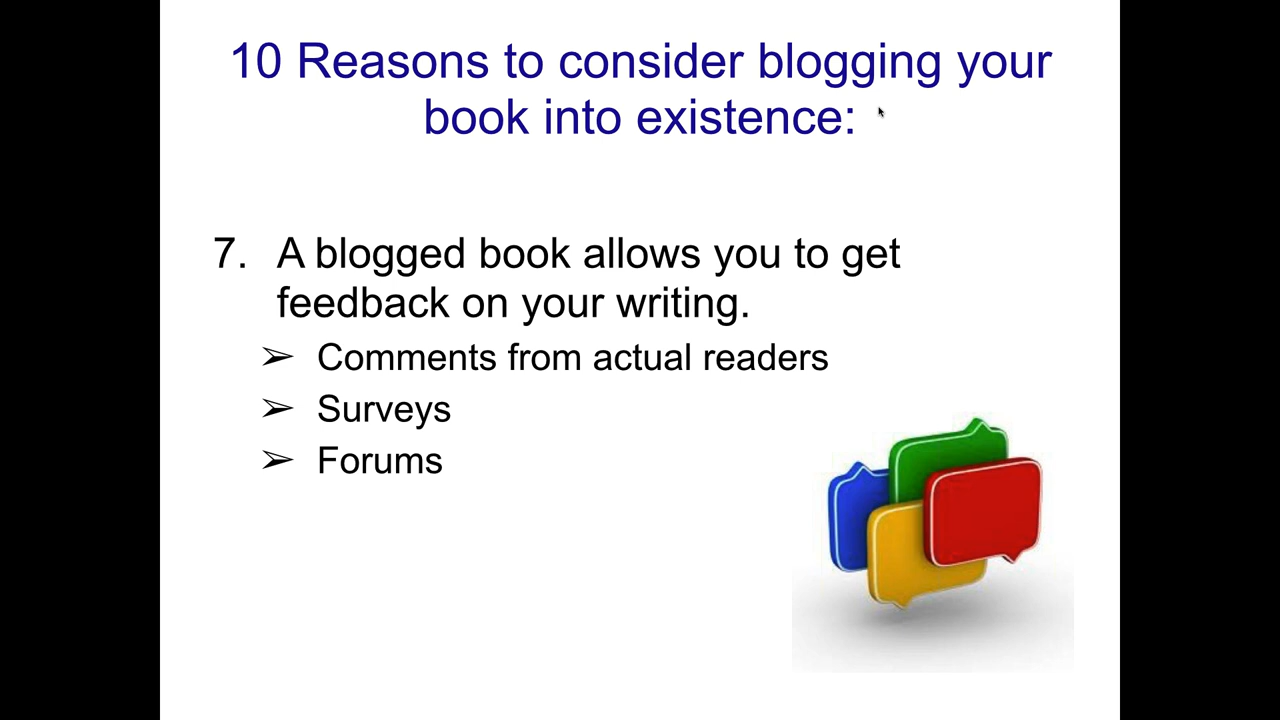 10 Reasons to consider blogging your
book into existence:
7. A blogged book allows you to get
feedback on your writing.
➢ Comments from actual readers
➢ Surveys
➢ Forums